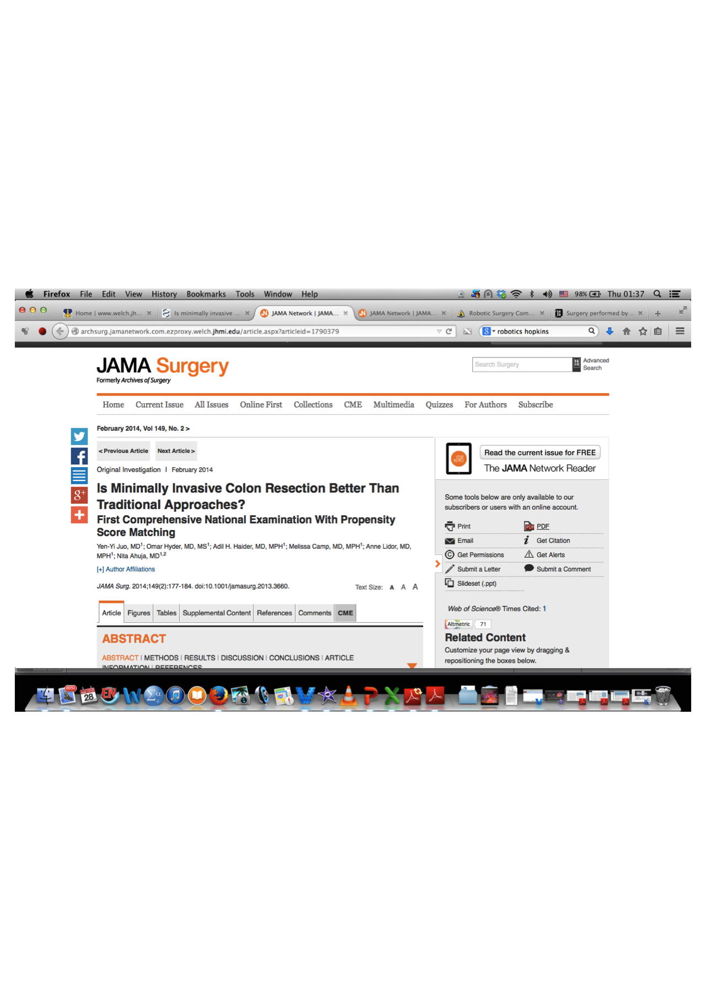 Firefox File Edit View History Bookmarks Tools Window Help 98% Thu 01:37
Home | www.welch.jh... Is minimally invasive ... JAMA Network | JAMA... JAMA Network | JAMA... Robotic Surgery Com... Surgery performed by...
archsurg.jamanetwork.com.ezproxy.welch.jhmi.edu/article.aspx?articleid=1790379 robotics hopkins
JAMA Surgery
Formerly Archives of Surgery
Search Surgery
Advanced
Search
Home Current Issue All Issues Online First Collections CME Multimedia Quizzes For Authors Subscribe
February 2014, Vol 149, No. 2 >
< Previous Article Next Article >
Original Investigation | February 2014
Is Minimally Invasive Colon Resection Better Than
Traditional Approaches?
First Comprehensive National Examination With Propensity
Score Matching
Yen-Yi Juo, MD1; Omar Hyder, MD, MS1; Adil H. Haider, MD, MPH1; Melissa Camp, MD, MPH1; Anne Lidor, MD,
MPH1; Nita Ahuja, MD1,2
[+] Author Affiliations
JAMA Surg. 2014;149(2):177-184. doi:10.1001/jamasurg.2013.3660.
Text Size: A A A
Article Figures Tables Supplemental Content References Comments CME
ABSTRACT
ABSTRACT | METHODS | RESULTS | DISCUSSION | CONCLUSIONS | ARTICLE
INFORMATION | REFERENCES
JN
Read the current issue for FREE
The JAMA Network Reader
Some tools below are only available to our
subscribers or users with an online account.
Print PDF
Email Get Citation
Get Permissions Get Alerts
Submit a Letter Submit a Comment
Slideset (.ppt)
Web of Science® Times Cited: 1
Altmetric 71
Related Content
Customize your page view by dragging &
repositioning the boxes below.
28 EN